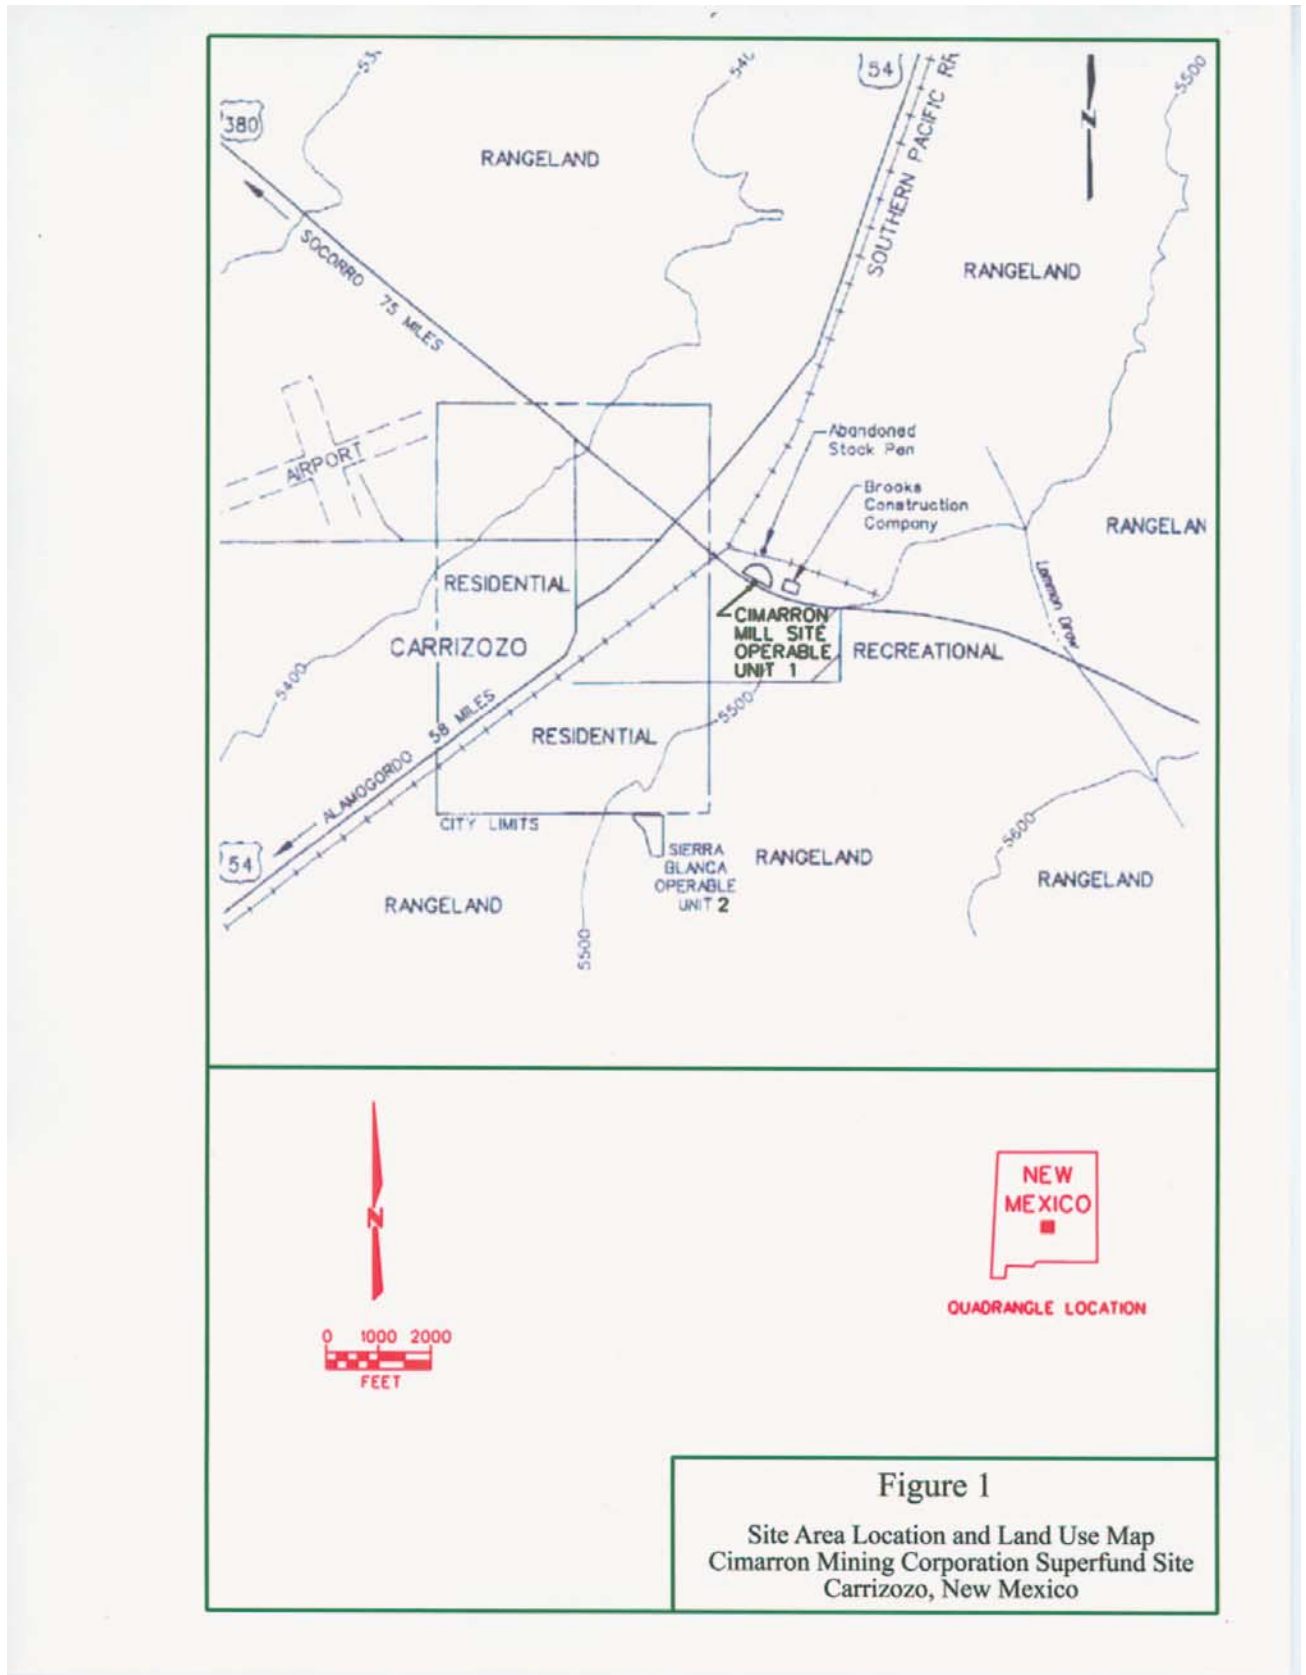 54
380
RANGELAND
SOUTHERN PACIFIC RR
N
5500
SOCORRO 75 MILES
RANGELAND
AIRPORT
Abandoned
Stock Pen
Brooks
Construction
Company
RANGELAN
RESIDENTIAL
CARRIZOZO
CIMARRON
MILL SITE
OPERABLE
UNIT 1
RECREATIONAL
5400
5500
ALAMOGORDO 58 MILES
RESIDENTIAL
CITY LIMITS
54
SIERRA
BLANCA
OPERABLE
UNIT 2
RANGELAND
5600
RANGELAND
RANGELAND
5500
N
0 1000 2000
FEET
NEW
MEXICO
QUADRANGLE LOCATION
Figure 1
Site Area Location and Land Use Map
Cimarron Mining Corporation Superfund Site
Carrizozo, New Mexico